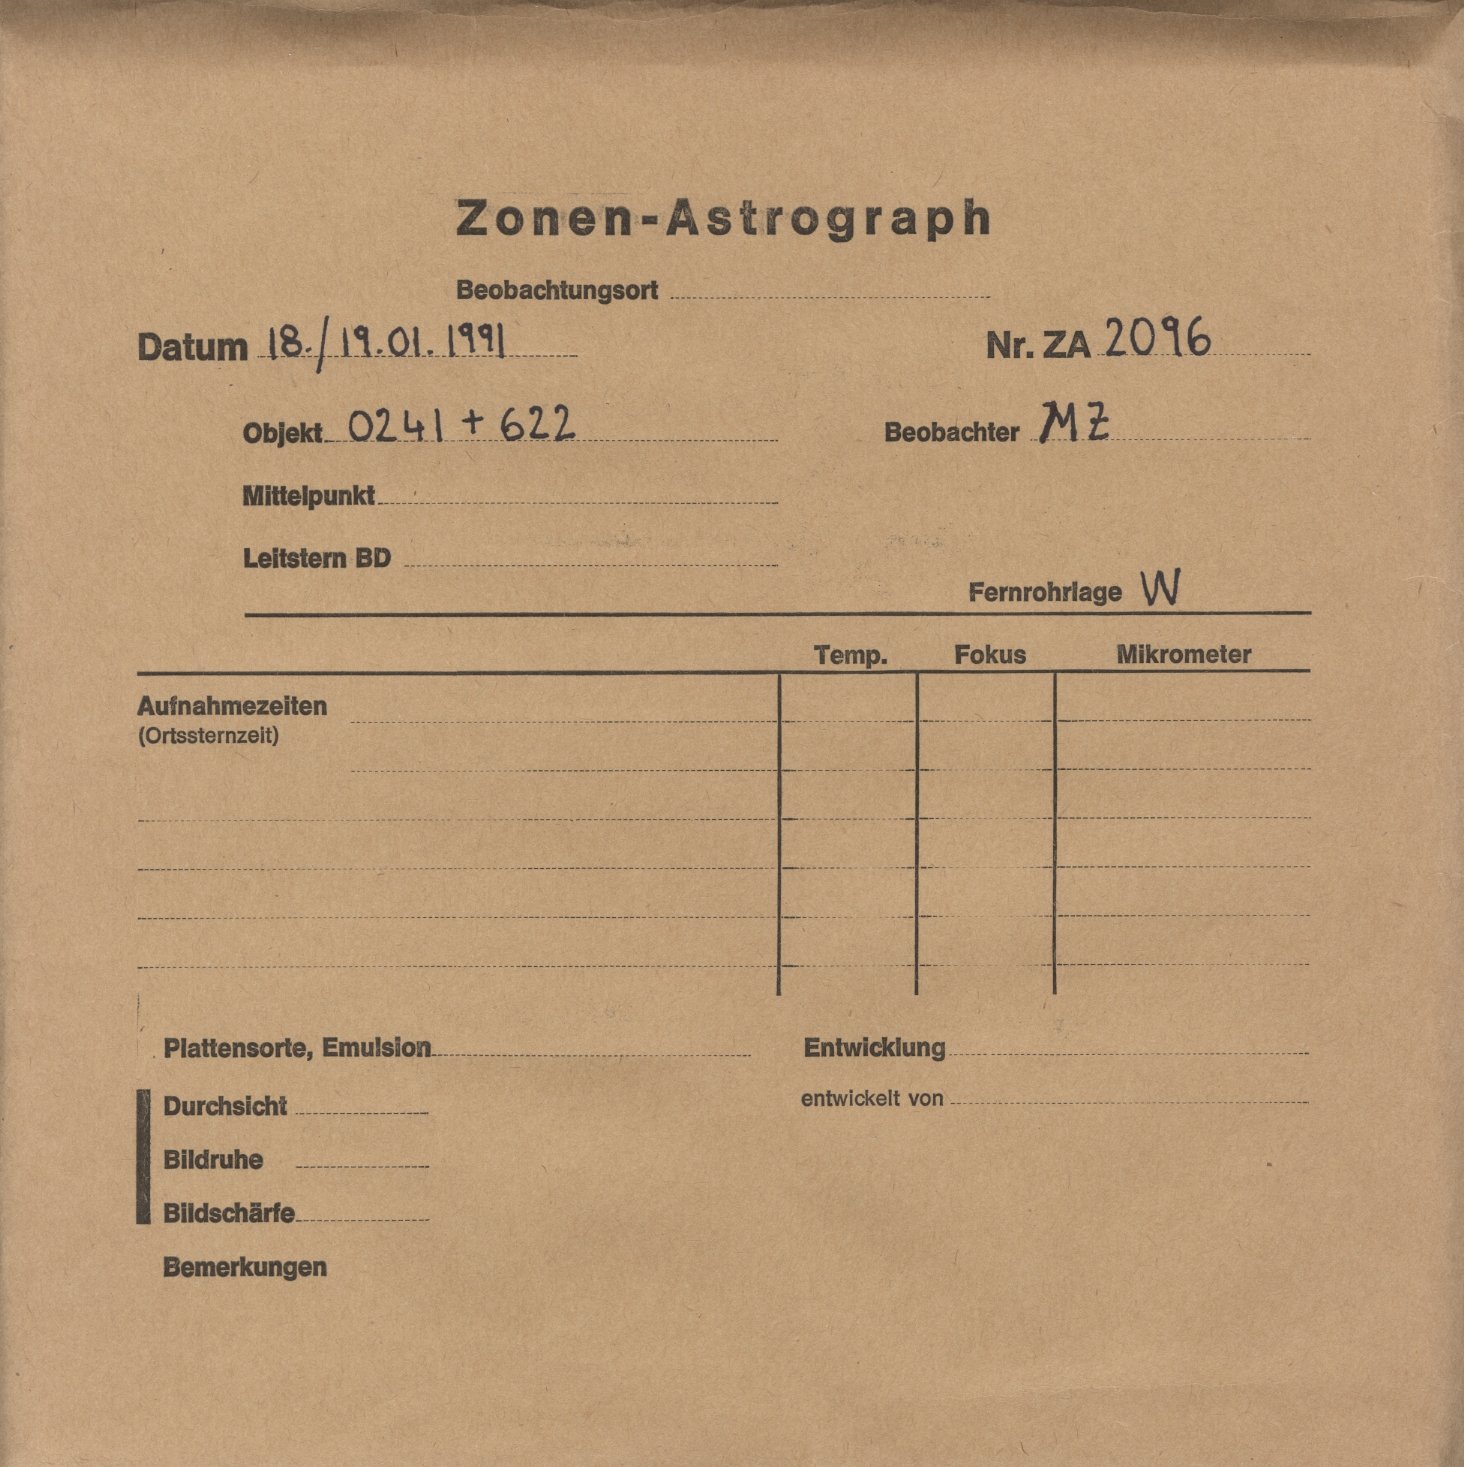 Zonen-Astrograph
Beobachtungsort
Datum 18./19.01.1991 Nr. ZA 2096
Objekt 0241 + 622 Beobachter MZ
Mittelpunkt
Leitstern BD
Fernrohrlage W
Temp. Fokus Mikrometer
Aufnahmezeiten
(Ortssternzeit)
Plattensorte, Emulsion Entwicklung
Durchsicht entwickelt von
Bildruhe
Bildschärfe
Bemerkungen